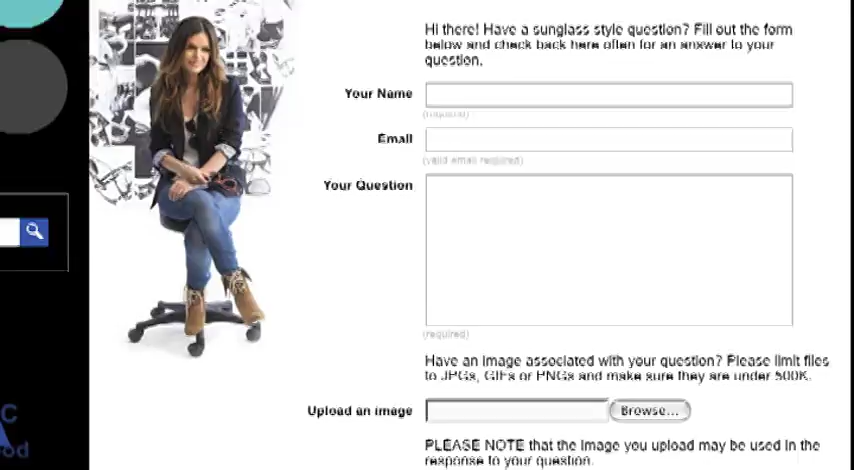 Hi there! Have a sunglass style question? Fill out the form
below and check back here often for an answer to your
question.
Your Name
(required)
Email
(valid email required)
Your Question
(required)
Have an image associated with your question? Please limit files
to JPGs, GIFs or PNGs and make sure they are under 500K.
Upload an image
Browse...
PLEASE NOTE that the image you upload may be used in the
response to your question.
C
od